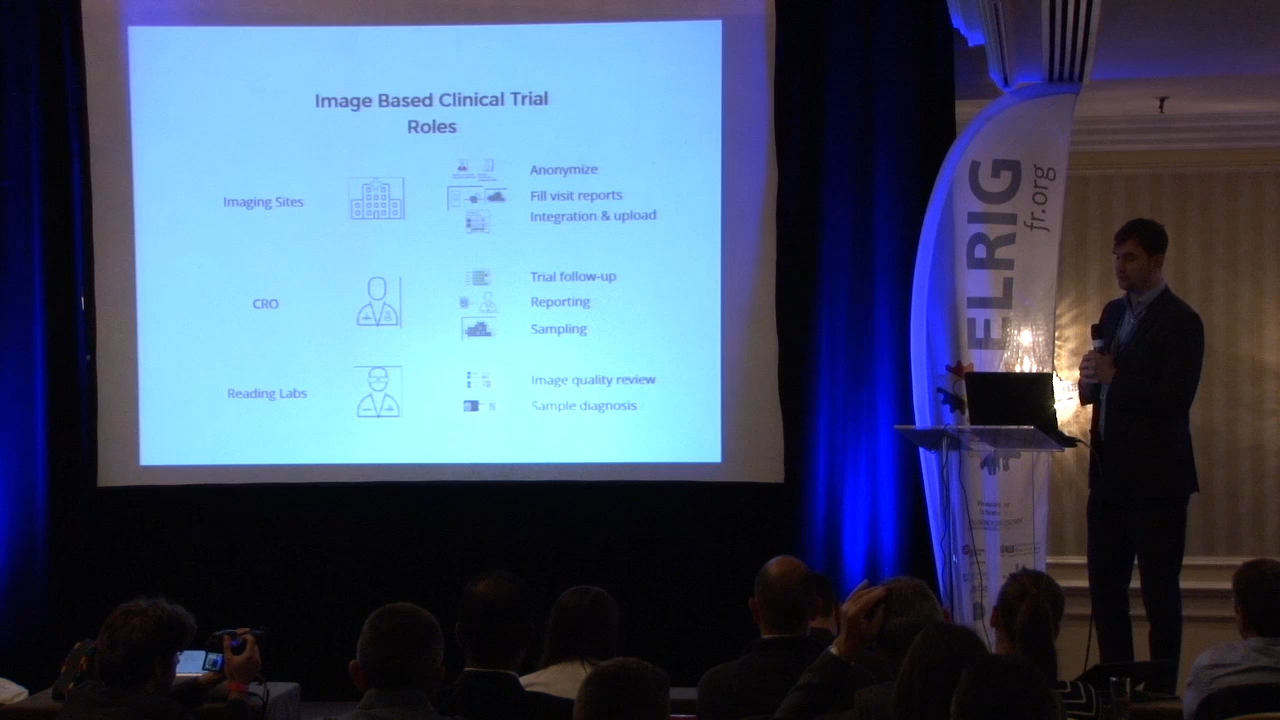 Image Based Clinical Trial
Roles
Imaging Sites
Anonymize
Fill visit reports
Integration & upload
CRO
Trial follow-up
Reporting
Sampling
Reading Labs
Image quality review
Sample diagnosis
ELRIG
fr.org